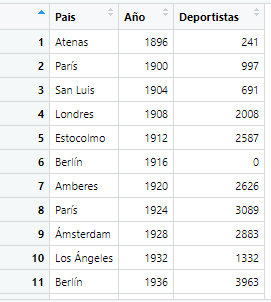 Pais Año Deportistas
1 Atenas 1896 241
2 París 1900 997
3 San Luis 1904 691
4 Londres 1908 2008
5 Estocolmo 1912 2587
6 Berlín 1916 0
7 Amberes 1920 2626
8 París 1924 3089
9 Ámsterdam 1928 2883
10 Los Ángeles 1932 1332
11 Berlín 1936 3963